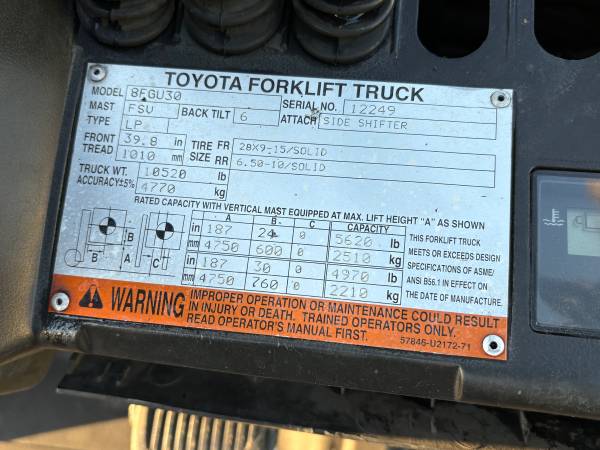 TOYOTA FORKLIFT TRUCK
MODEL 8FGU30 SERIAL NO. 12249
MAST FSV BACK TILT 6 ATTACH SIDE SHIFTER
TYPE LP
FRONT TREAD 39.8 in TIRE SIZE FR 28X9-15/SOLID
1010 mm RR 6.50-10/SOLID
TRUCK WT. 10520 lb
ACCURACY±5% 4770 kg
RATED CAPACITY WITH VERTICAL MAST EQUIPPED AT MAX. LIFT HEIGHT "A" AS SHOWN
A B C CAPACITY
in 187 24 0 5620 lb THIS FORKLIFT TRUCK
mm 4750 600 0 2510 kg MEETS OR EXCEEDS DESIGN
in 187 30 0 4970 lb SPECIFICATIONS OF ASME/
mm 4750 760 0 2210 kg ANSI B56.1 IN EFFECT ON
THE DATE OF MANUFACTURE.
B A C B
WARNING
IMPROPER OPERATION OR MAINTENANCE COULD RESULT
IN INJURY OR DEATH. TRAINED OPERATORS ONLY.
READ OPERATOR'S MANUAL FIRST.
57846-U2172-71